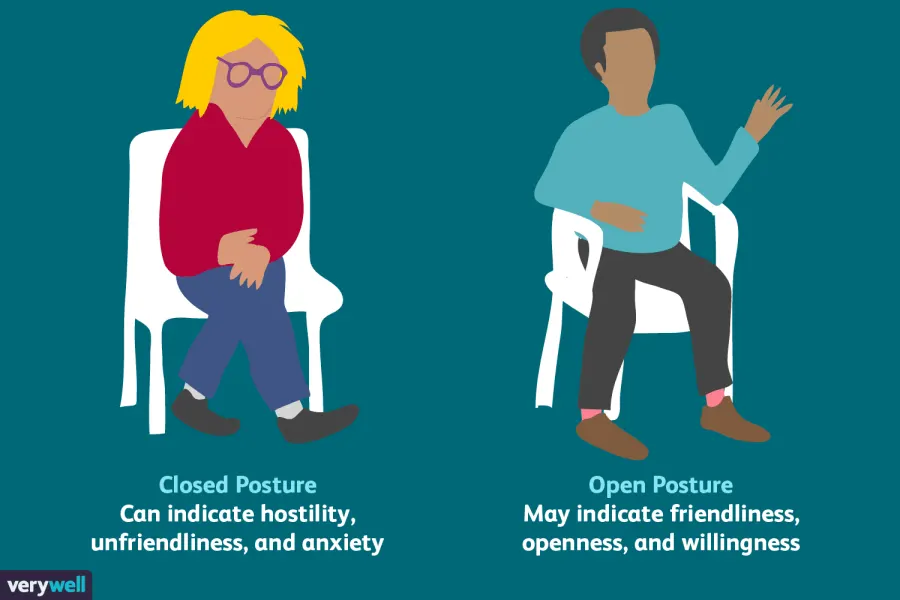 Closed Posture
Can indicate hostility,
unfriendliness, and anxiety
Open Posture
May indicate friendliness,
openness, and willingness
verywell